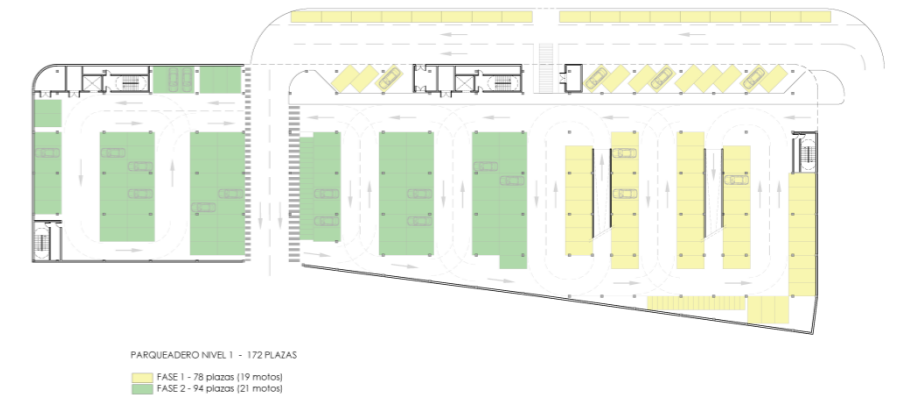 PARQUEADERO NIVEL 1 - 172 PLAZAS
FASE 1 - 78 plazas (19 motos)
FASE 2 - 94 plazas (21 motos)